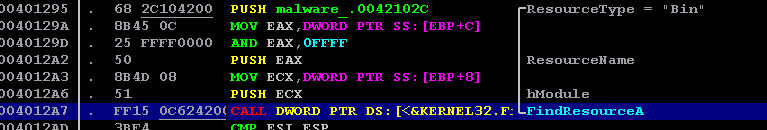 00401295 . 68 2C104200 PUSH malware_.0042102C ResourceType = "Bin"
0040129A . 8B45 0C MOV EAX,DWORD PTR SS:[EBP+C]
0040129D . 25 FFFF0000 AND EAX,0FFFF
004012A2 . 50 PUSH EAX ResourceName
004012A3 . 8B4D 08 MOV ECX,DWORD PTR SS:[EBP+8]
004012A6 . 51 PUSH ECX hModule
004012A7 . FF15 0C624200 CALL DWORD PTR DS:[<&KERNEL32.Fi FindResourceA
004012AD . 3BF4 CMP ESI,ESP